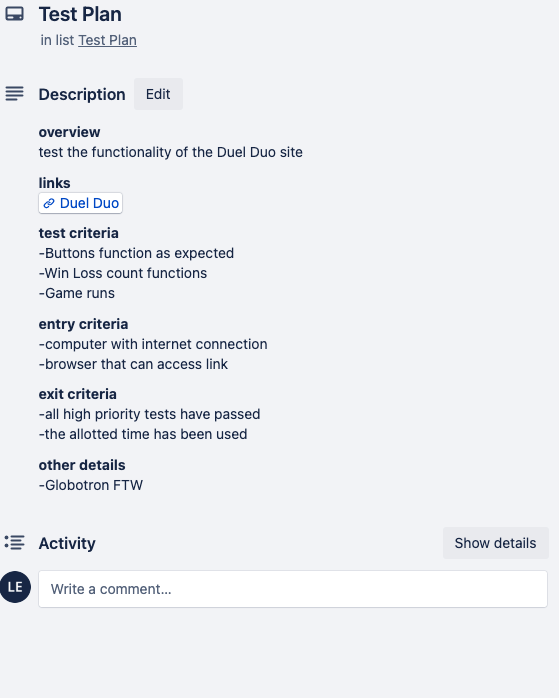 Test Plan
in list Test Plan
Description Edit
overview
test the functionality of the Duel Duo site
links
Duel Duo
test criteria
-Buttons function as expected
-Win Loss count functions
-Game runs
entry criteria
-computer with internet connection
-browser that can access link
exit criteria
-all high priority tests have passed
-the allotted time has been used
other details
-Globotron FTW
Activity Show details
LE Write a comment...